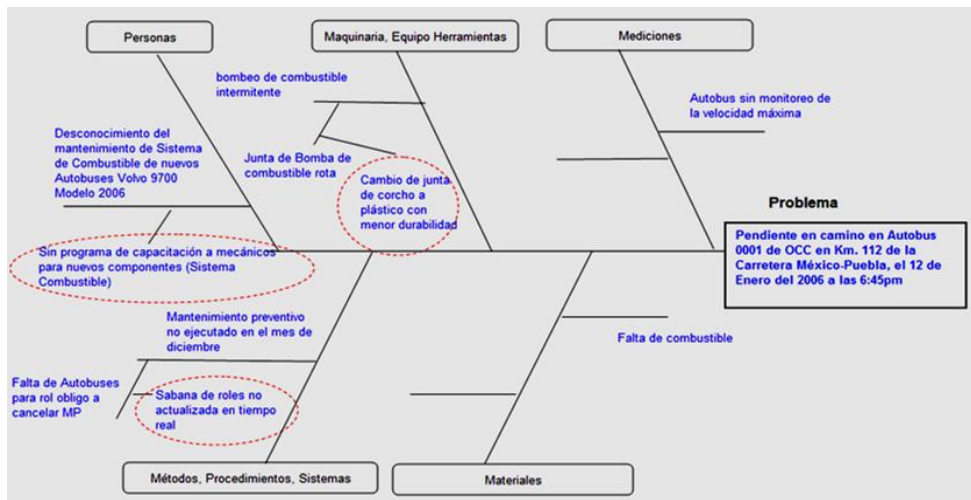 Personas
Maquinaria, Equipo Herramientas
Mediciones
bombeo de combustible
intermitente
Autobus sin monitoreo de
la velocidad máxima
Desconocimiento del
mantenimiento de Sistema
de Combustible de nuevos
Autobuses Volvo 9700
Modelo 2006
Junta de Bomba de
combustible rota
Cambio de junta
de corcho a
plástico con
menor durabilidad
Sin programa de capacitación a mecánicos
para nuevos componentes (Sistema
Combustible)
Problema
Pendiente en camino en Autobus
0001 de OCC en Km. 112 de la
Carretera México-Puebla, el 12 de
Enero del 2006 a las 6:45pm
Mantenimiento preventivo
no ejecutado en el mes de
diciembre
Falta de combustible
Falta de Autobuses
para rol obligo a
cancelar MP
Sabana de roles no
actualizada en tiempo
real
Métodos, Procedimientos, Sistemas
Materiales